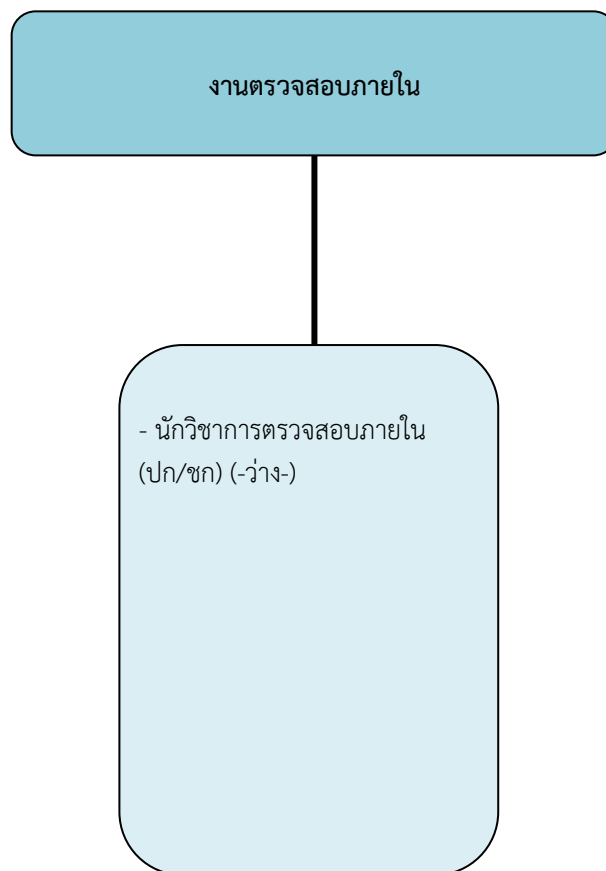 งานตรวจสอบภายใน
- นักวิชาการตรวจสอบภายใน
(ปก/ชก) (-ว่าง-)